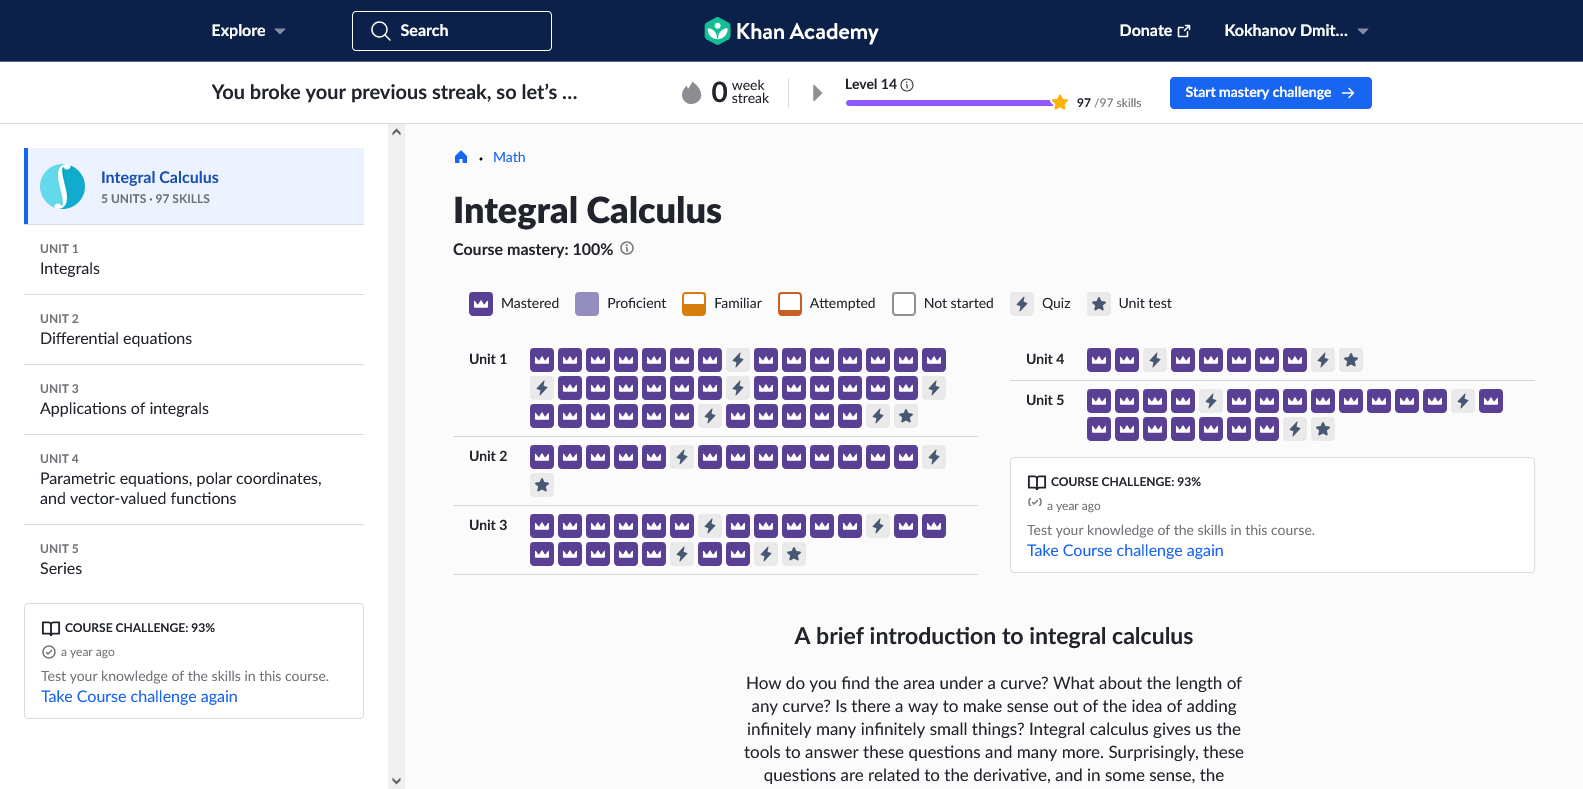 Explore
Search
Khan Academy
Donate
Kokhanov Dmit...
You broke your previous streak, so let's ...
0 week streak
Level 14
97 /97 skills
Start mastery challenge
Integral Calculus
5 UNITS · 97 SKILLS
UNIT 1
Integrals
UNIT 2
Differential equations
UNIT 3
Applications of integrals
UNIT 4
Parametric equations, polar coordinates,
and vector-valued functions
UNIT 5
Series
COURSE CHALLENGE: 93%
a year ago
Test your knowledge of the skills in this course.
Take Course challenge again
Math
Integral Calculus
Course mastery: 100%
Mastered
Proficient
Familiar
Attempted
Not started
Quiz
Unit test
Unit 1
Unit 2
Unit 3
Unit 4
Unit 5
COURSE CHALLENGE: 93%
a year ago
Test your knowledge of the skills in this course.
Take Course challenge again
A brief introduction to integral calculus
How do you find the area under a curve? What about the length of
any curve? Is there a way to make sense out of the idea of adding
infinitely many infinitely small things? Integral calculus gives us the
tools to answer these questions and many more. Surprisingly, these
questions are related to the derivative, and in some sense, the